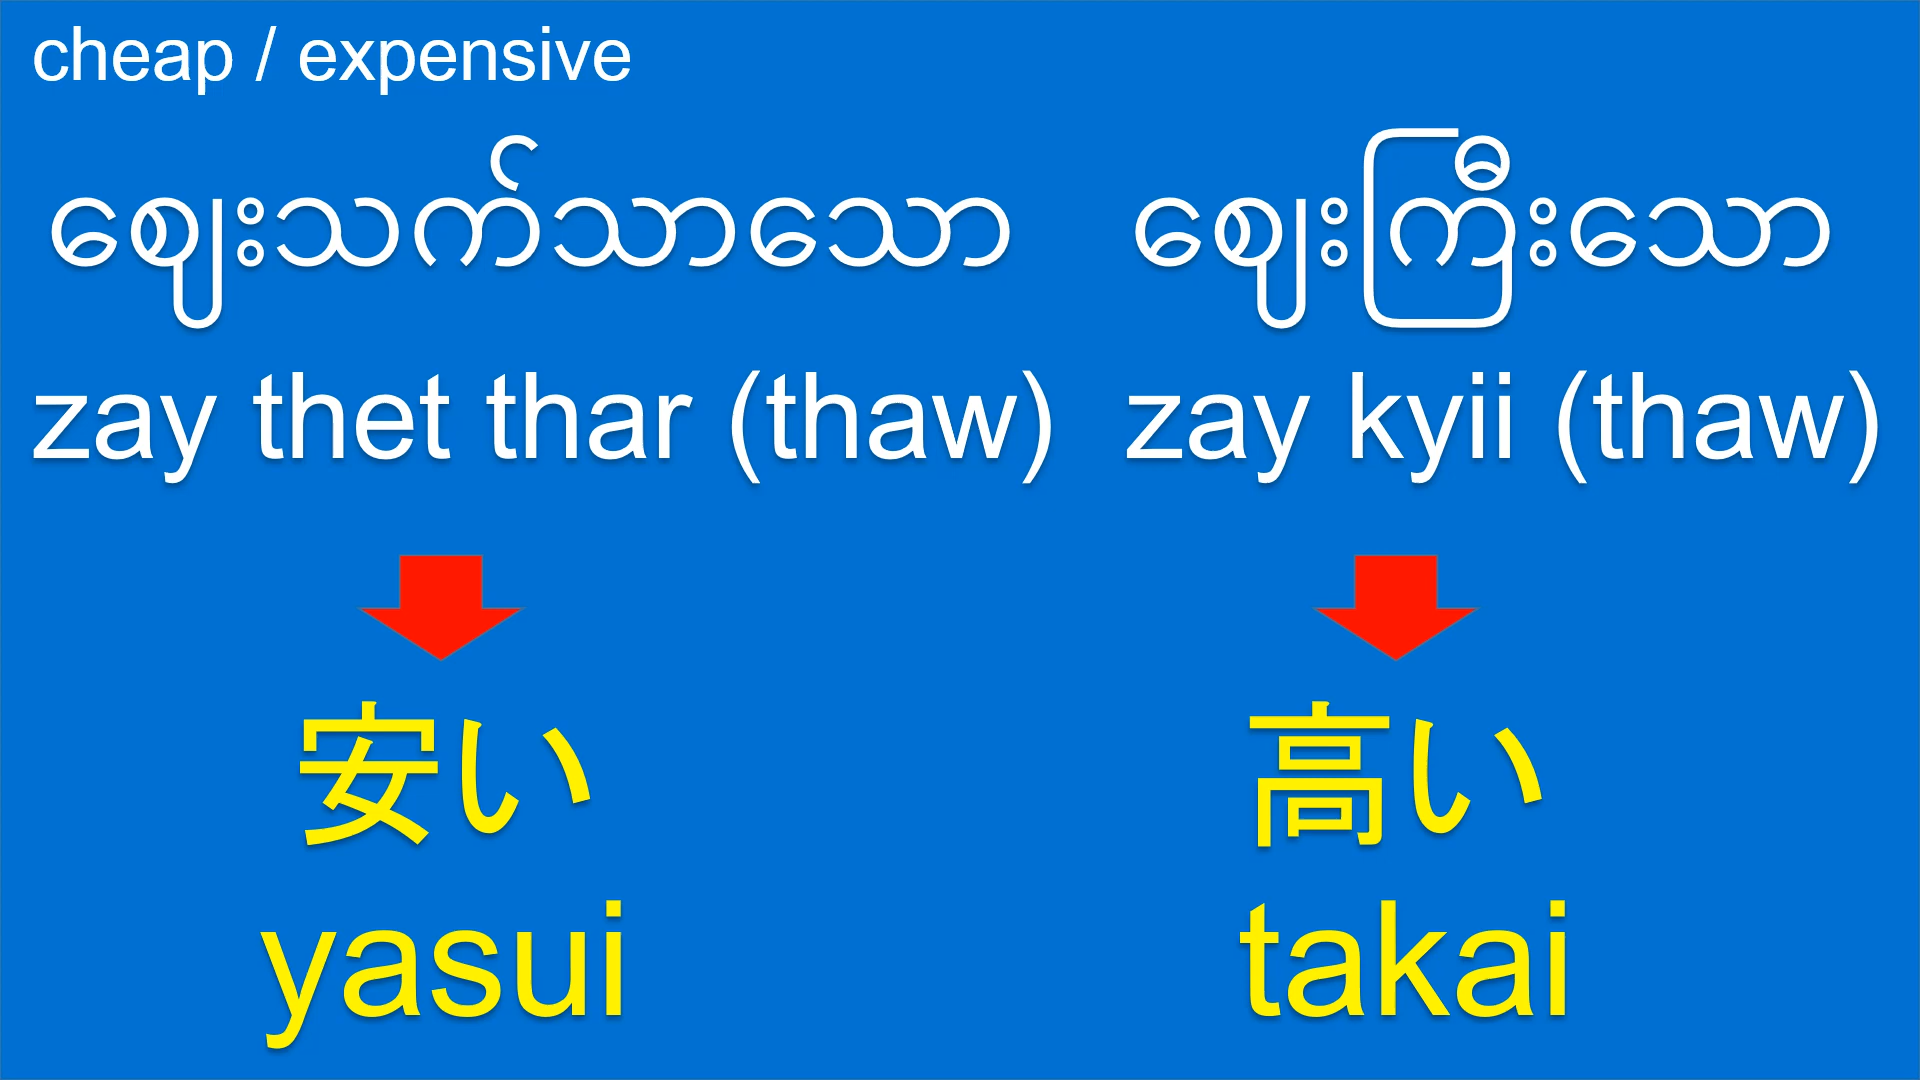 cheap / expensive
ဈေးသက်သာသော ဈေးကြီးသော
zay thet thar (thaw) zay kyii (thaw)
安い 高い
yasui takai